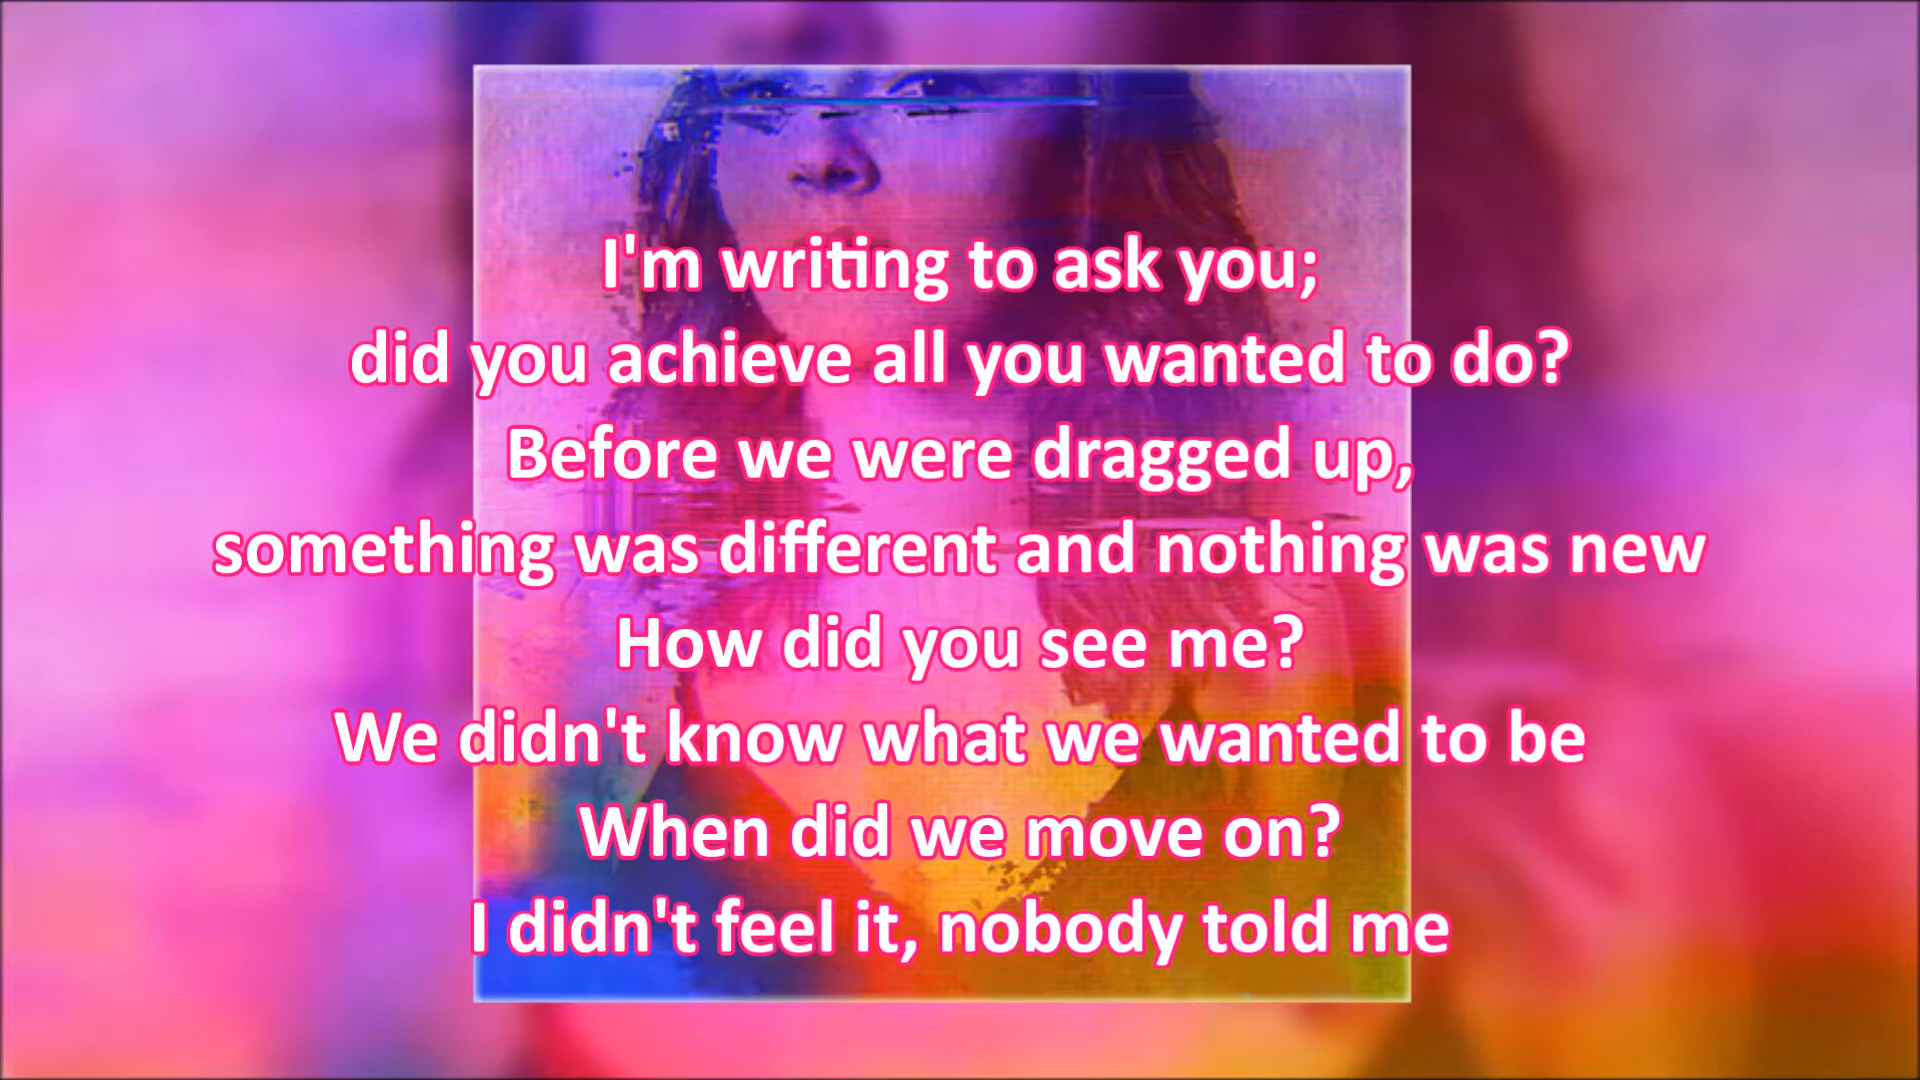 I'm writing to ask you;
did you achieve all you wanted to do?
Before we were dragged up,
something was different and nothing was new
How did you see me?
We didn't know what we wanted to be
When did we move on?
I didn't feel it, nobody told me